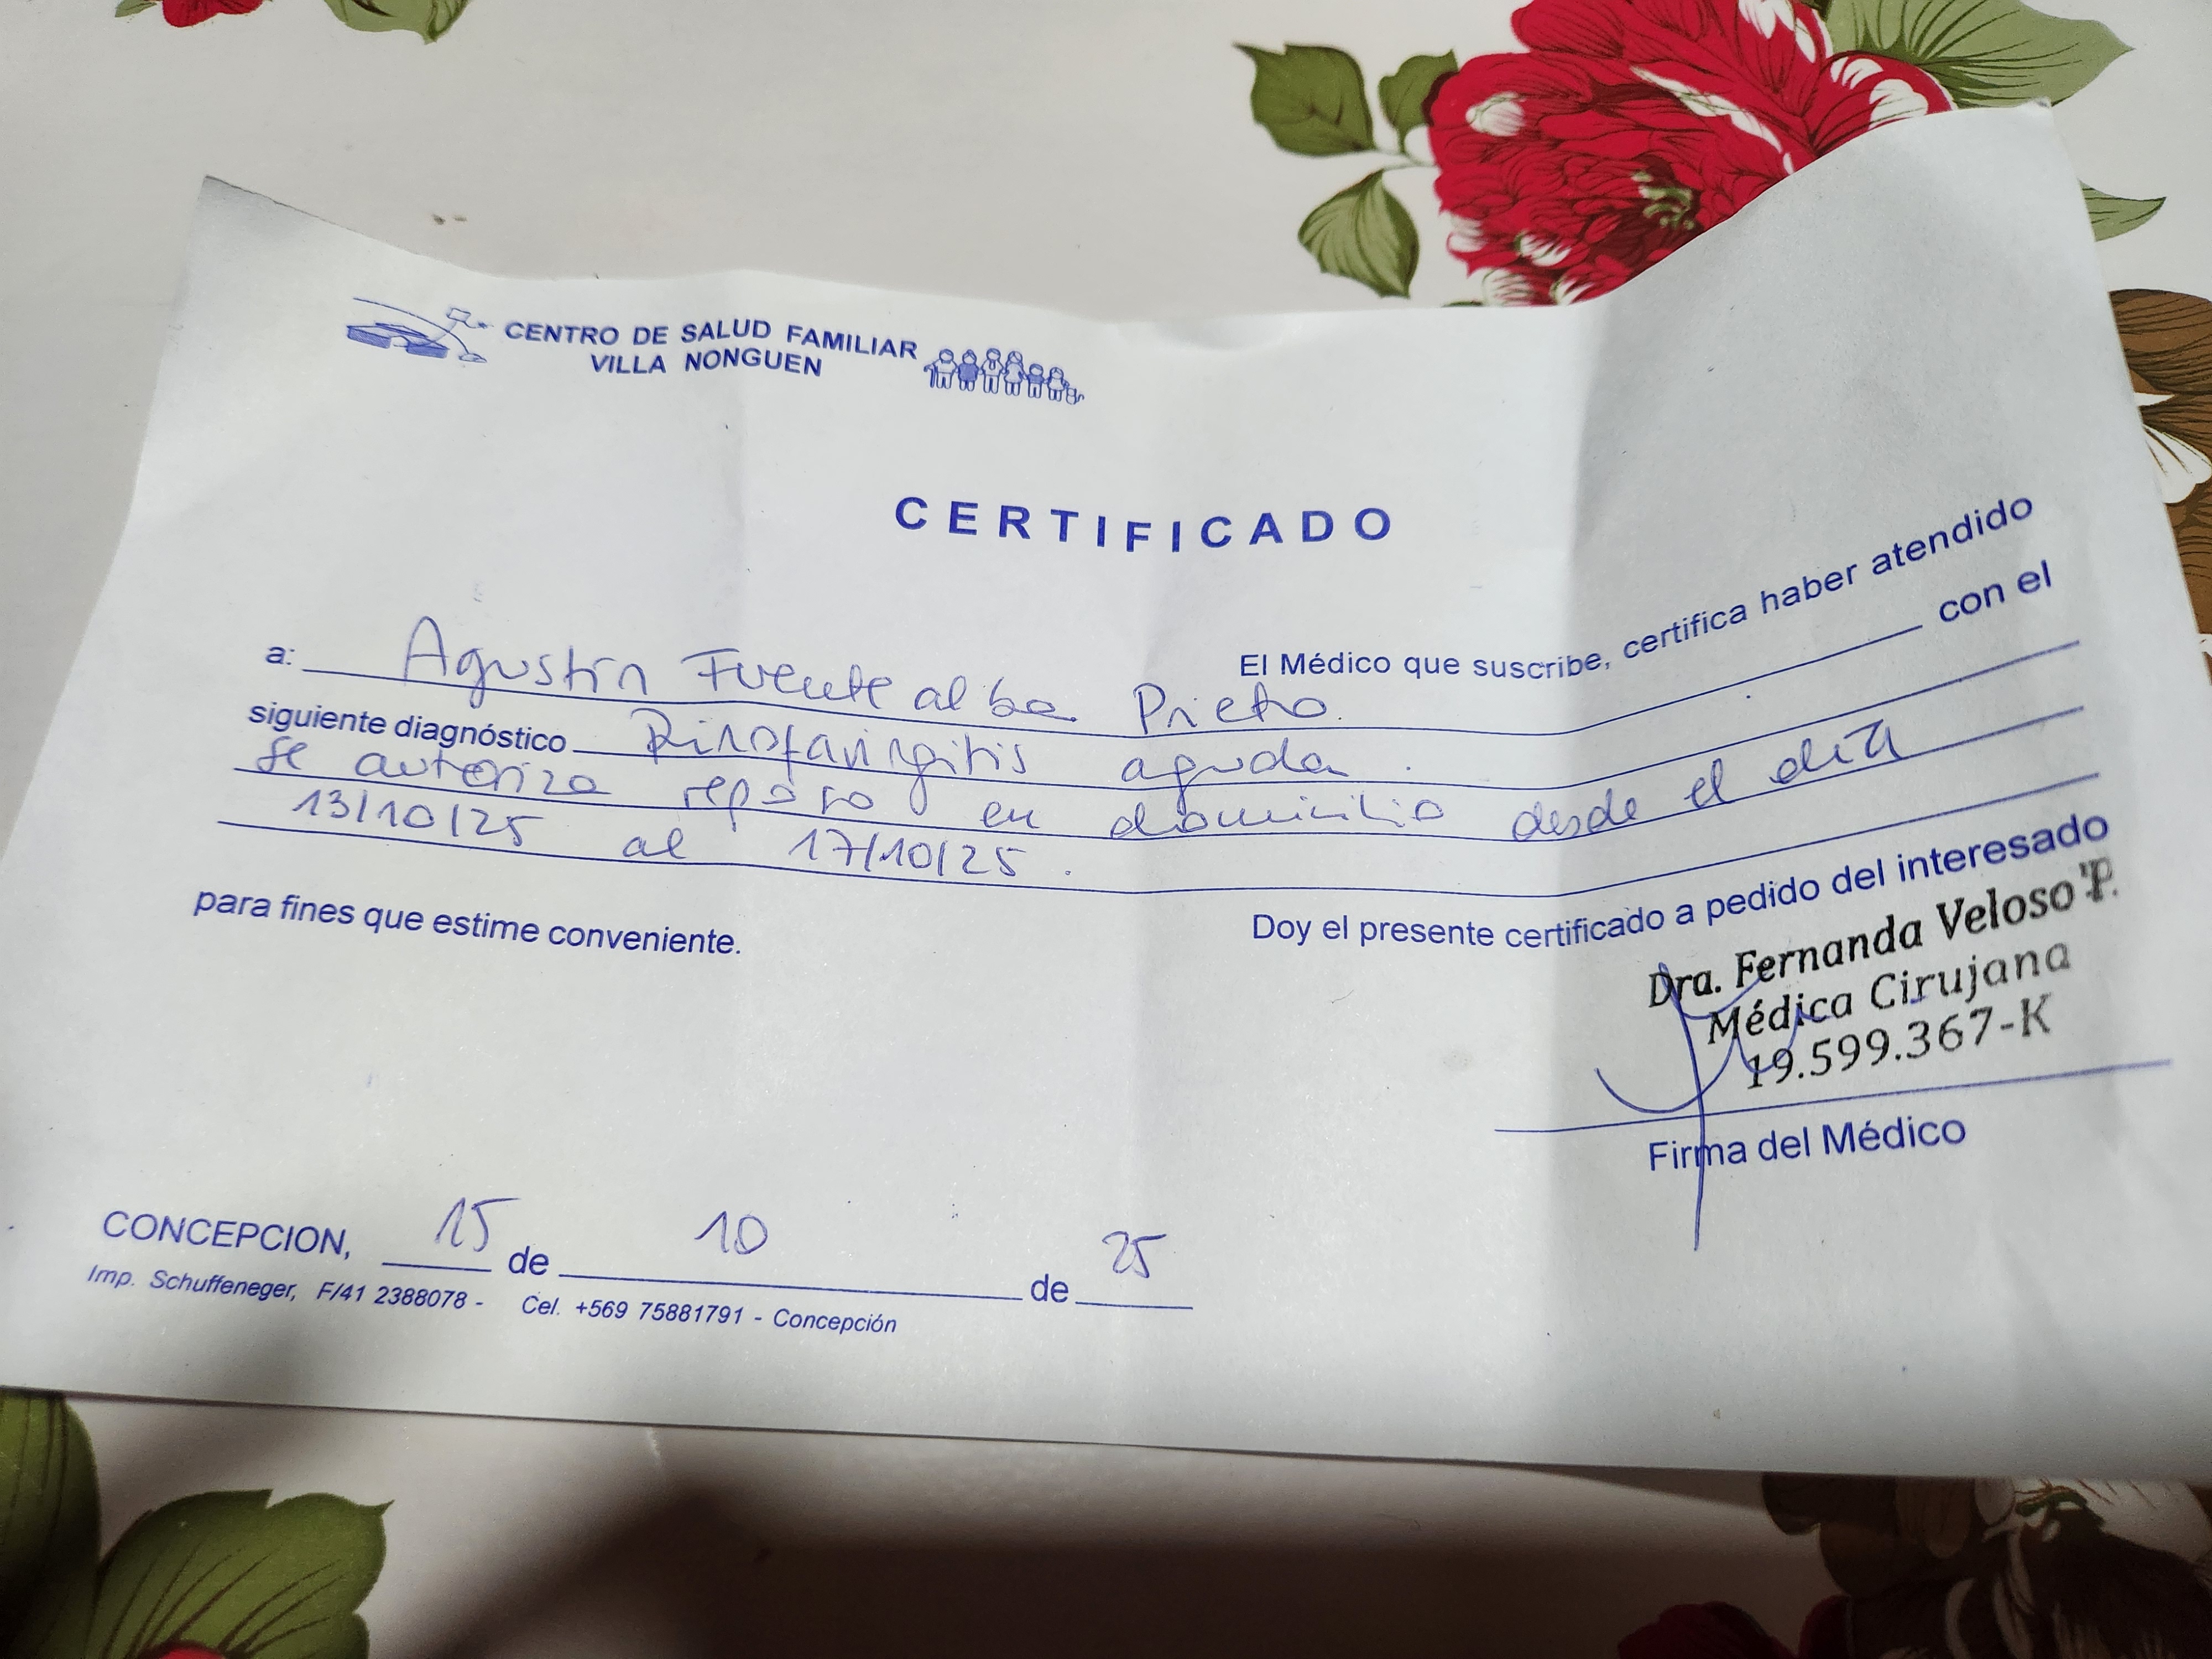 CENTRO DE SALUD FAMILIAR
VILLA NONGUEN
CERTIFICADO
El Médico que suscribe, certifica haber atendido
a: Agustín Fuentealba Prieto con el
siguiente diagnóstico Rinofaringitis aguda.
Se autoriza reposo en domicilio desde el día
13/10/25 al 17/10/25.
Doy el presente certificado a pedido del interesado
para fines que estime conveniente.
Dra. Fernanda Veloso P.
Médica Cirujana
19.599.367-K
Firma del Médico
CONCEPCION, 15 de 10 de 25
Imp. Schuffeneger, F/41 2388078 - Cel. +569 75881791 - Concepción